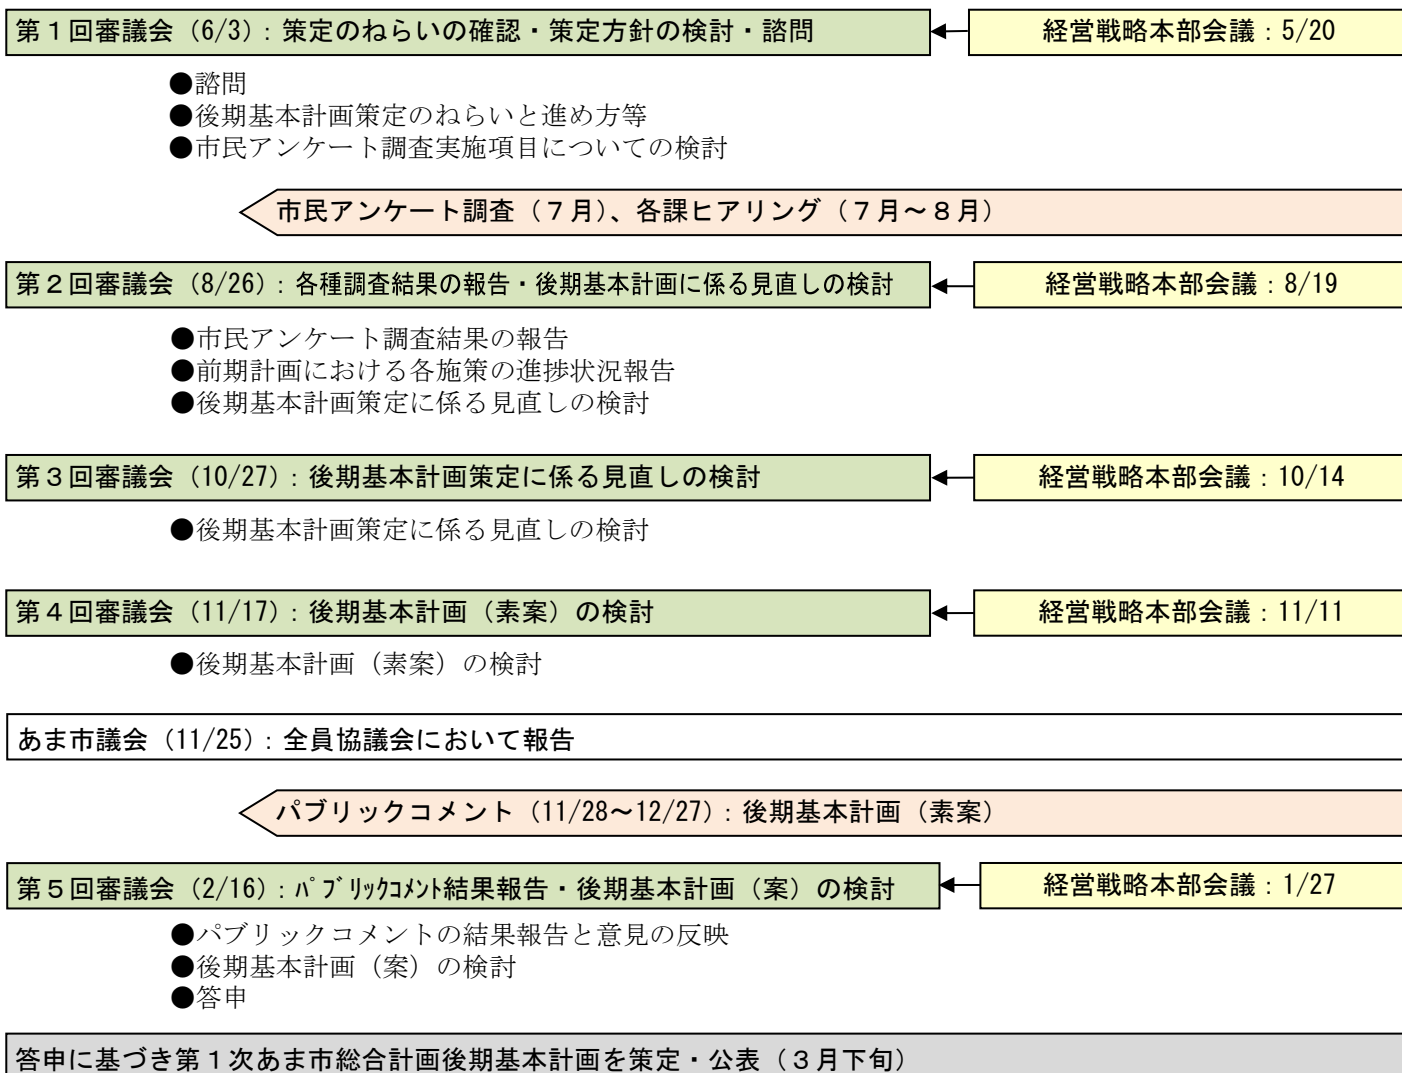 第１回審議会（6/3）：策定のねらいの確認・策定方針の検討・諮問
経営戦略本部会議：5/20
●諮問
●後期基本計画策定のねらいと進め方等
●市民アンケート調査実施項目についての検討
市民アンケート調査（７月）、各課ヒアリング（７月～８月）
第２回審議会（8/26）：各種調査結果の報告・後期基本計画に係る見直しの検討
経営戦略本部会議：8/19
●市民アンケート調査結果の報告
●前期計画における各施策の進捗状況報告
●後期基本計画策定に係る見直しの検討
第３回審議会（10/27）：後期基本計画策定に係る見直しの検討
経営戦略本部会議：10/14
●後期基本計画策定に係る見直しの検討
第４回審議会（11/17）：後期基本計画（素案）の検討
経営戦略本部会議：11/11
●後期基本計画（素案）の検討
あま市議会（11/25）：全員協議会において報告
パブリックコメント（11/28～12/27）：後期基本計画（素案）
第５回審議会（2/16）：ﾊﾟﾌﾞﾘｯｸｺﾒﾝﾄ結果報告・後期基本計画（案）の検討
経営戦略本部会議：1/27
●パブリックコメントの結果報告と意見の反映
●後期基本計画（案）の検討
●答申
答申に基づき第１次あま市総合計画後期基本計画を策定・公表（３月下旬）